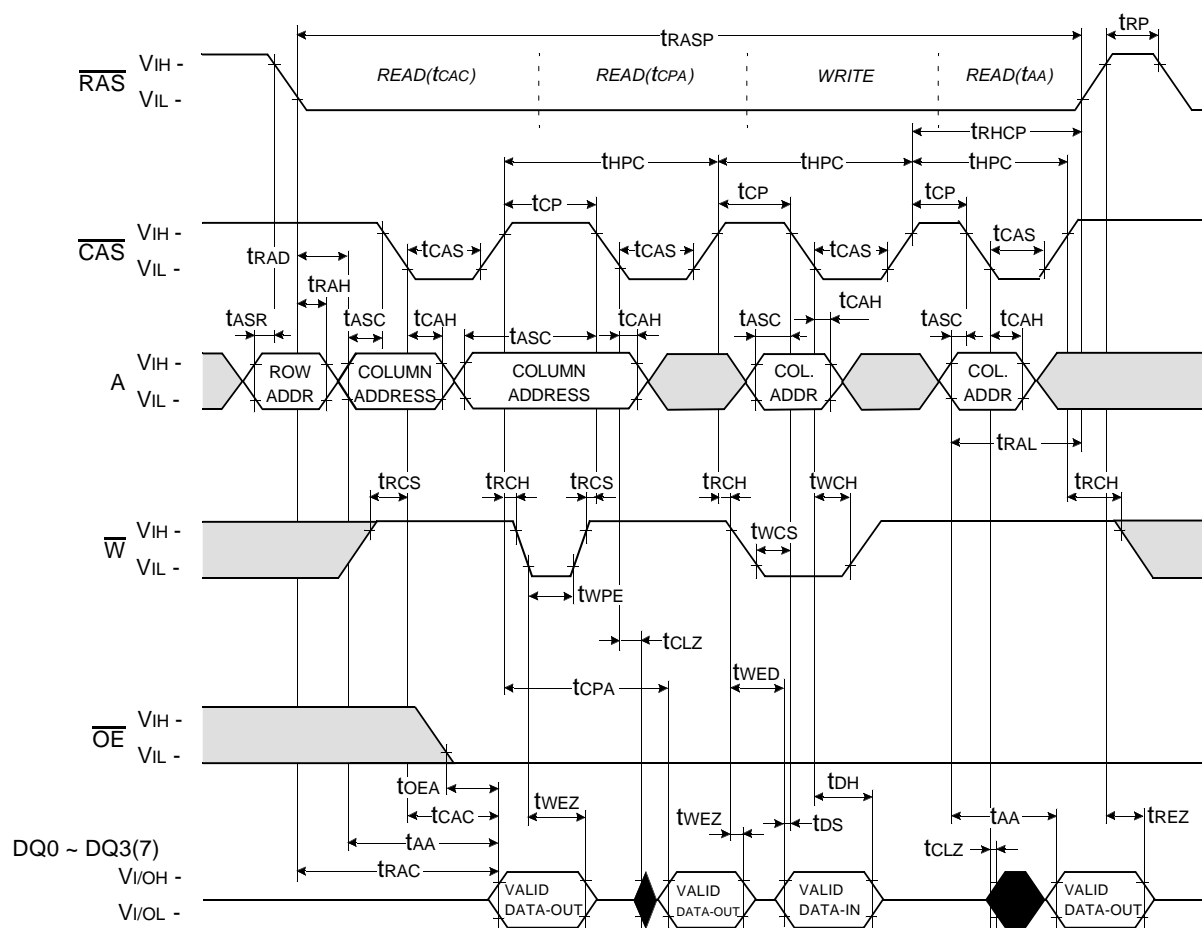 tRASP
tRP
RAS
VIH -
VIL -
READ(tCAC)
READ(tCPA)
WRITE
READ(tAA)
tRHCP
tHPC
tHPC
tHPC
tCP
tCP
tCP
CAS
VIH -
VIL -
tCAS
tCAS
tCAS
tCAS
tRAD
tRAH
tASR
tASC
tCAH
tASC
tCAH
tASC
tCAH
tASC
tCAH
A
VIH -
VIL -
ROW
ADDR
COLUMN
ADDRESS
COLUMN
ADDRESS
COL.
ADDR
COL.
ADDR
tRAL
tRCS
tRCH
tRCS
tRCH
tWCH
tRCH
W
VIH -
VIL -
tWCS
tWPE
tCLZ
tCPA
tWED
OE
VIH -
VIL -
tOEA
tCAC
tAA
tRAC
tWEZ
tWEZ
tDH
tDS
tCLZ
tAA
tREZ
DQ0 ~ DQ3(7)
VI/OH -
VI/OL -
VALID
DATA-OUT
VALID
DATA-OUT
VALID
DATA-IN
VALID
DATA-OUT